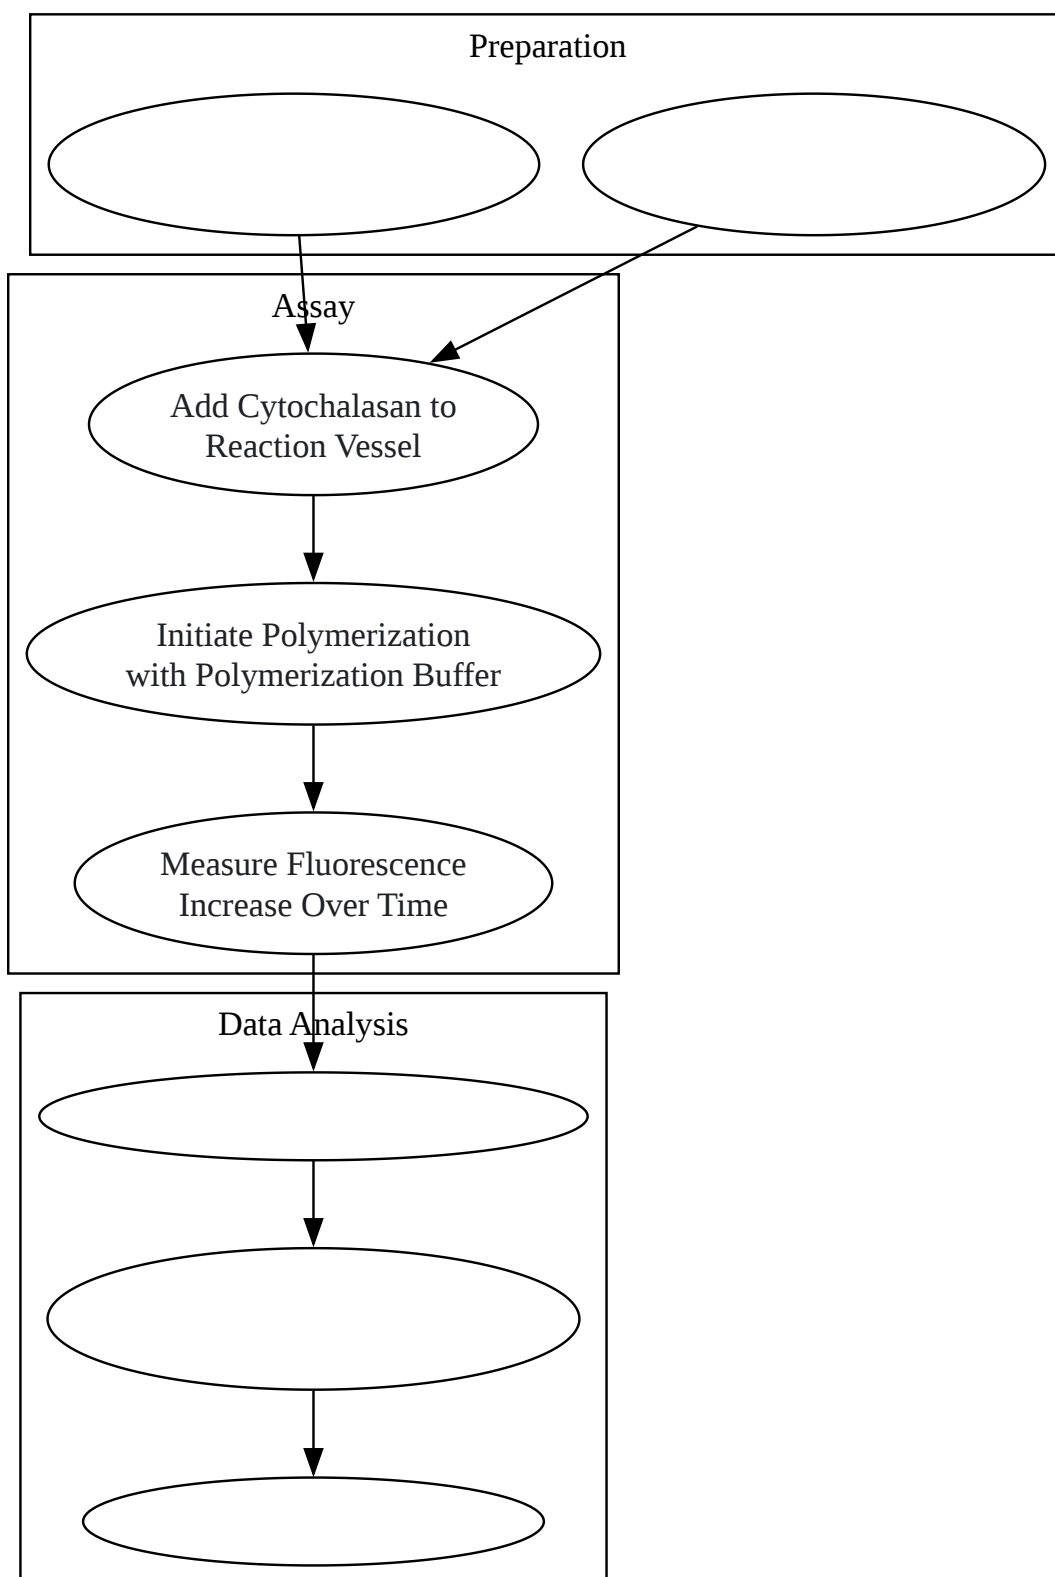 Preparation
Assay
Add Cytochalasan to
Reaction Vessel
Initiate Polymerization
with Polymerization Buffer
Measure Fluorescence
Increase Over Time
Data Analysis